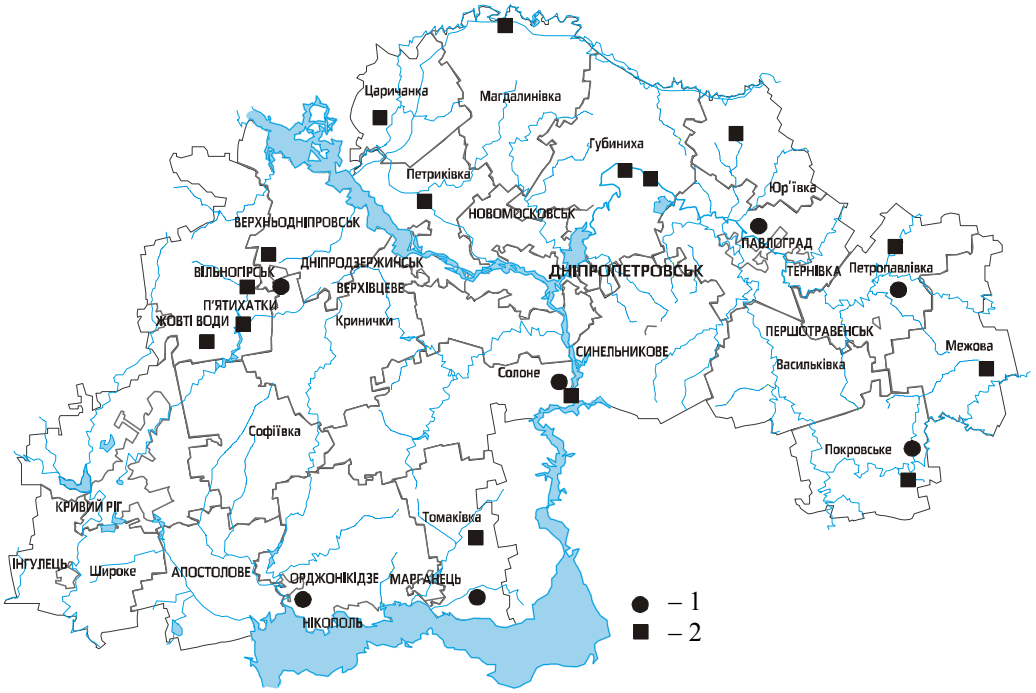 Царичанка
Магдалинівка
Губиниха
Петриківка
Юр'ївка
НОВОМОСКОВСЬК
ВЕРХНЬОДНІПРОВСЬК
ПАВЛОГРАД
ДНІПРОДЗЕРЖИНСЬК
ДНІПРОПЕТРОВСЬК
ТЕРНІВКА
Петропавлівка
ВІЛЬНОГІРСЬК
ВЕРХІВЦЕВЕ
П'ЯТИХАТКИ
ЖОВТІ ВОДИ
Кринички
ПЕРШОТРАВЕНСЬК
Межова
СИНЕЛЬНИКОВЕ
Васильківка
Солоне
Софіївка
Покровське
КРИВИЙ РІГ
Томаківка
ІНГУЛЕЦЬ
Широке
АПОСТОЛОВЕ
ОРДЖОНІКІДЗЕ
МАРГАНЕЦЬ
НІКОПОЛЬ
– 1
– 2